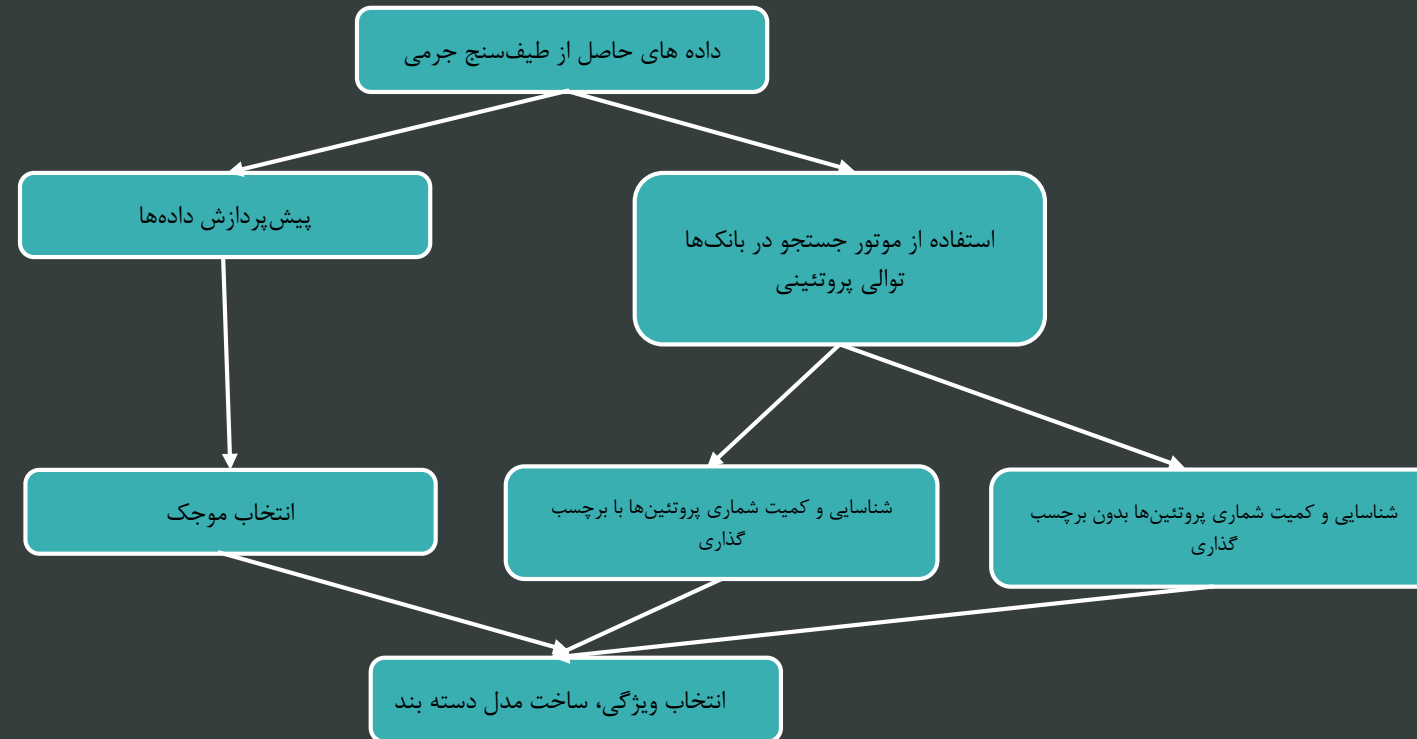 داده های حاصل از طیف‌سنج جرمی
پیش‌پردازش داده‌ها
استفاده از موتور جستجو در بانک‌ها
توالی پروتئینی
انتخاب موجک
شناسایی و کمیت شماری پروتئین‌ها با برچسب
گذاری
شناسایی و کمیت شماری پروتئین‌ها بدون برچسب
گذاری
انتخاب ویژگی، ساخت مدل دسته بند